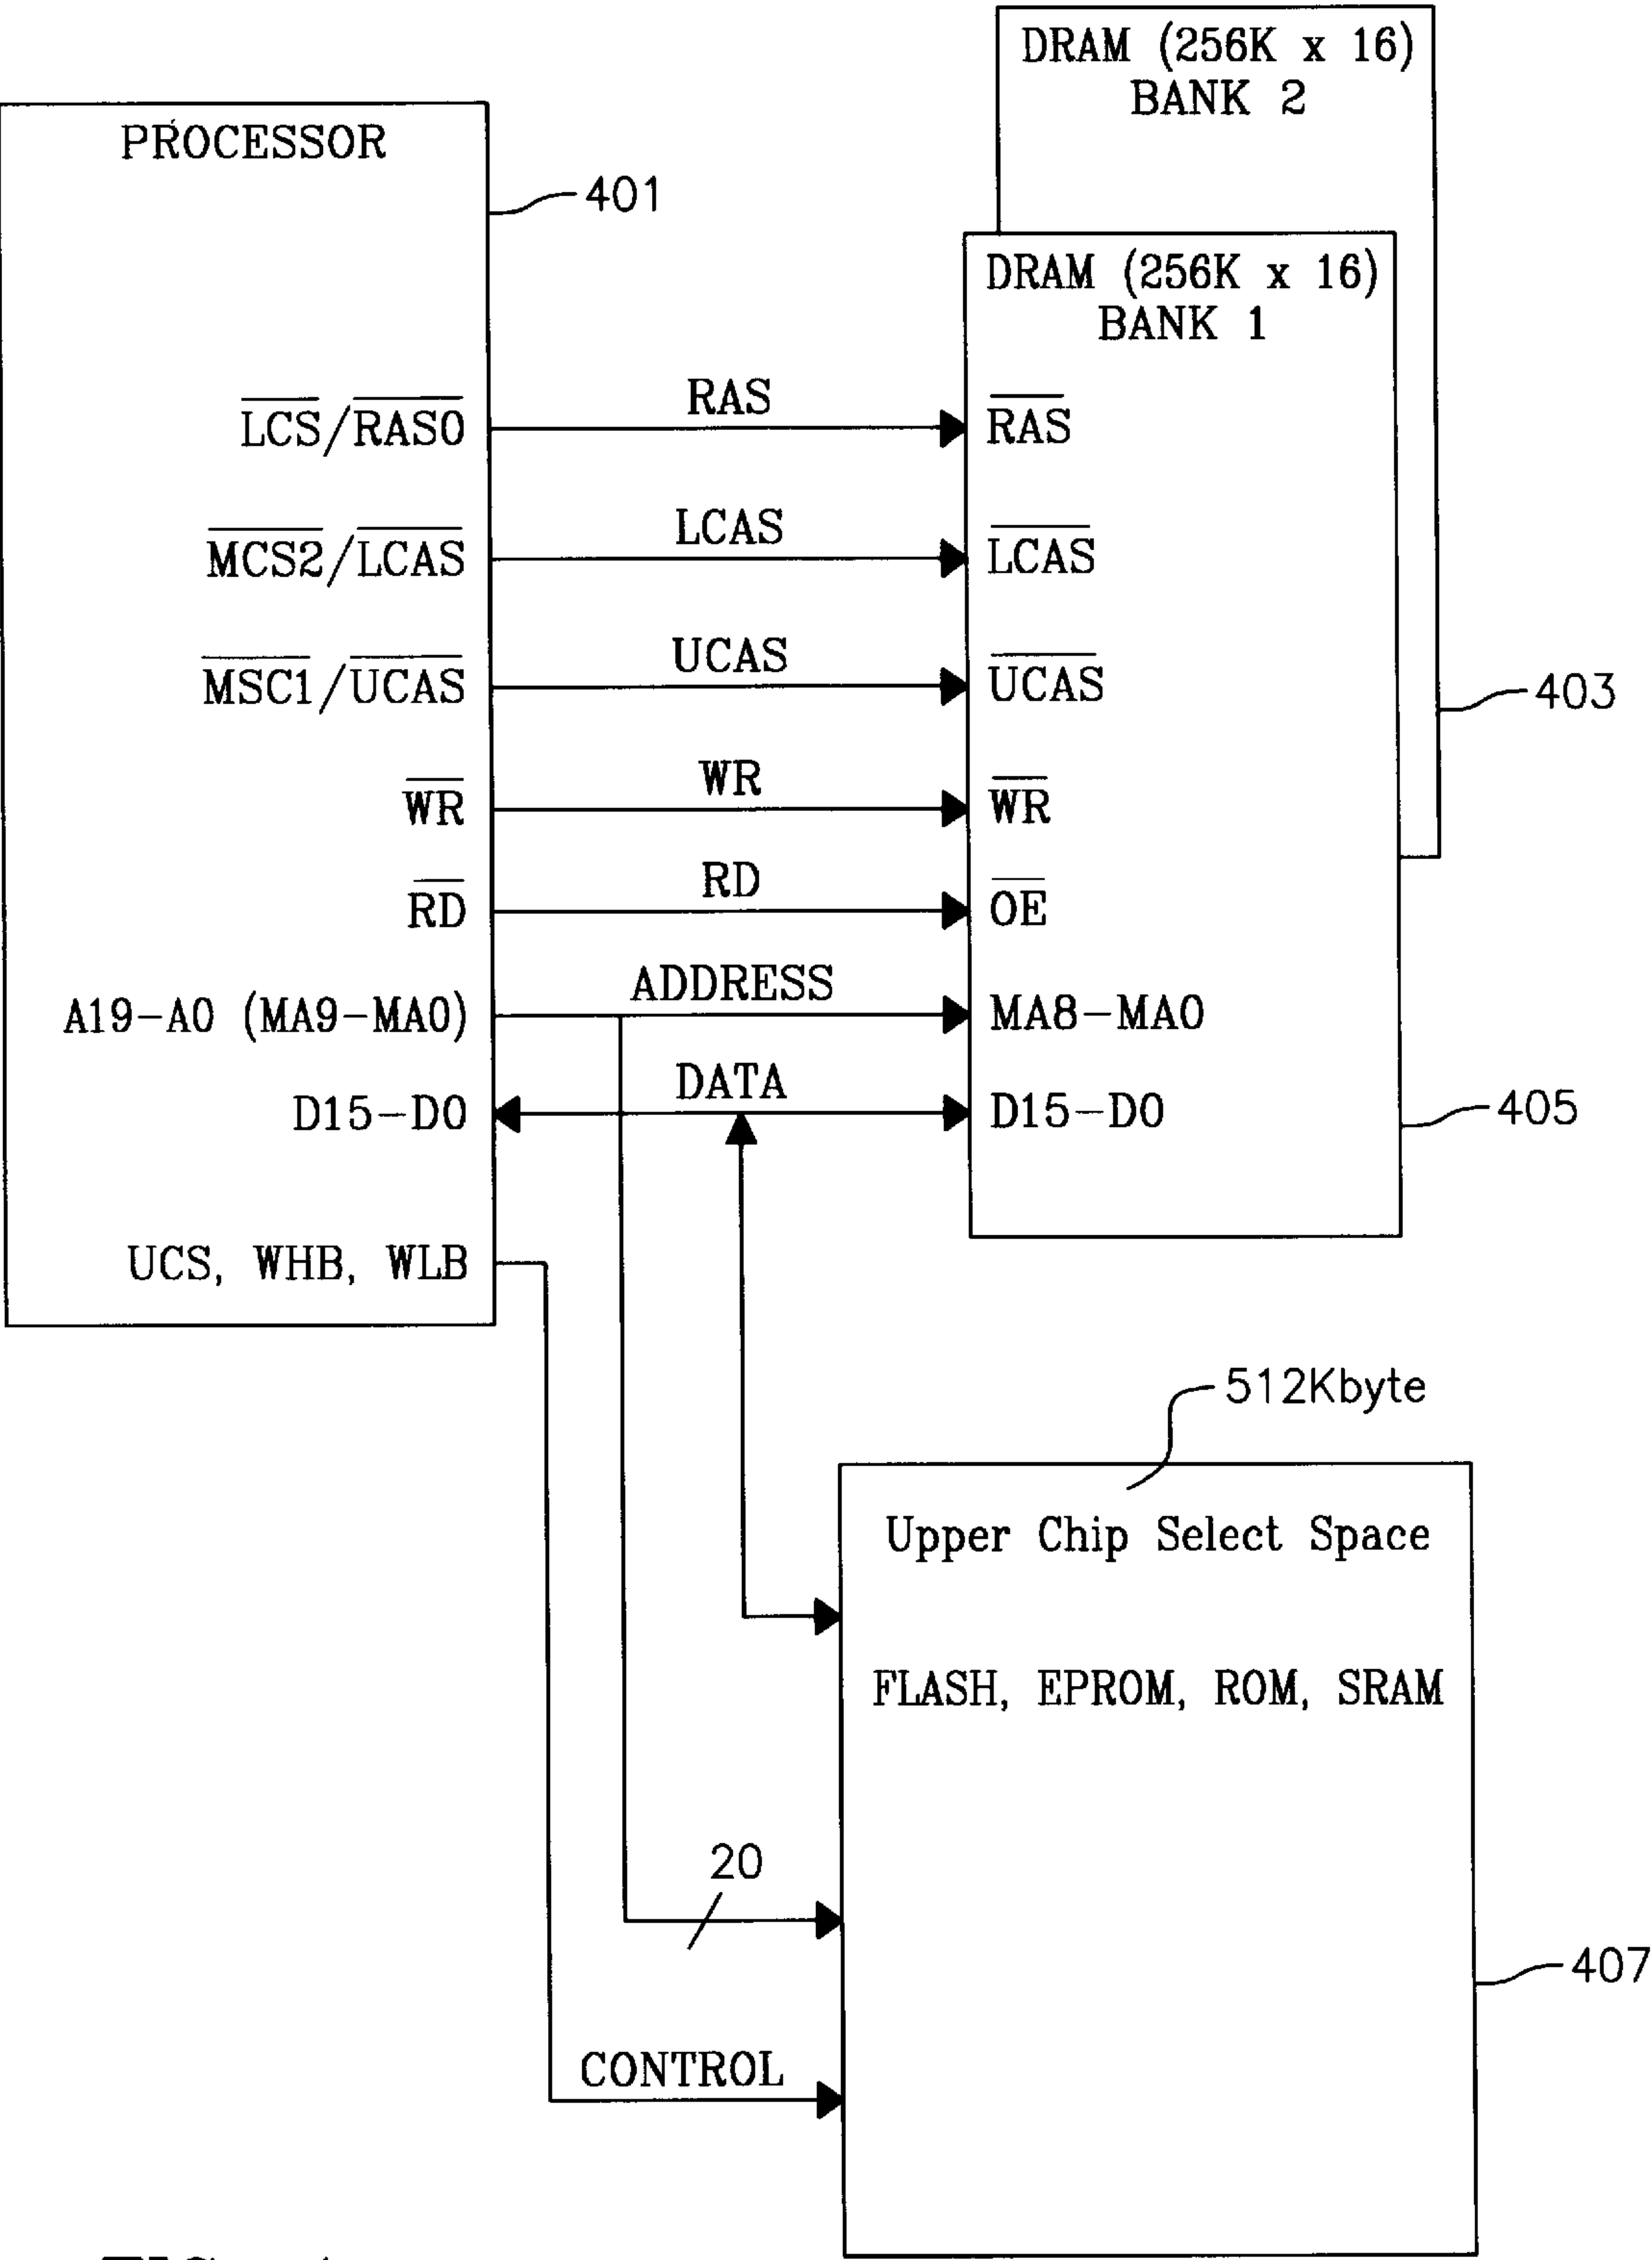 DRAM (256K x 16)
BANK 2
PROCESSOR
401
DRAM (256K x 16)
BANK 1
LCS/RAS0
RAS
RAS
MCS2/LCAS
LCAS
LCAS
MSC1/UCAS
UCAS
UCAS
403
WR
WR
WR
RD
RD
OE
A19-A0 (MA9-MA0)
ADDRESS
MA8-MA0
D15-D0
DATA
D15-D0
405
UCS, WHB, WLB
512Kbyte
Upper Chip Select Space
FLASH, EPROM, ROM, SRAM
20
407
CONTROL